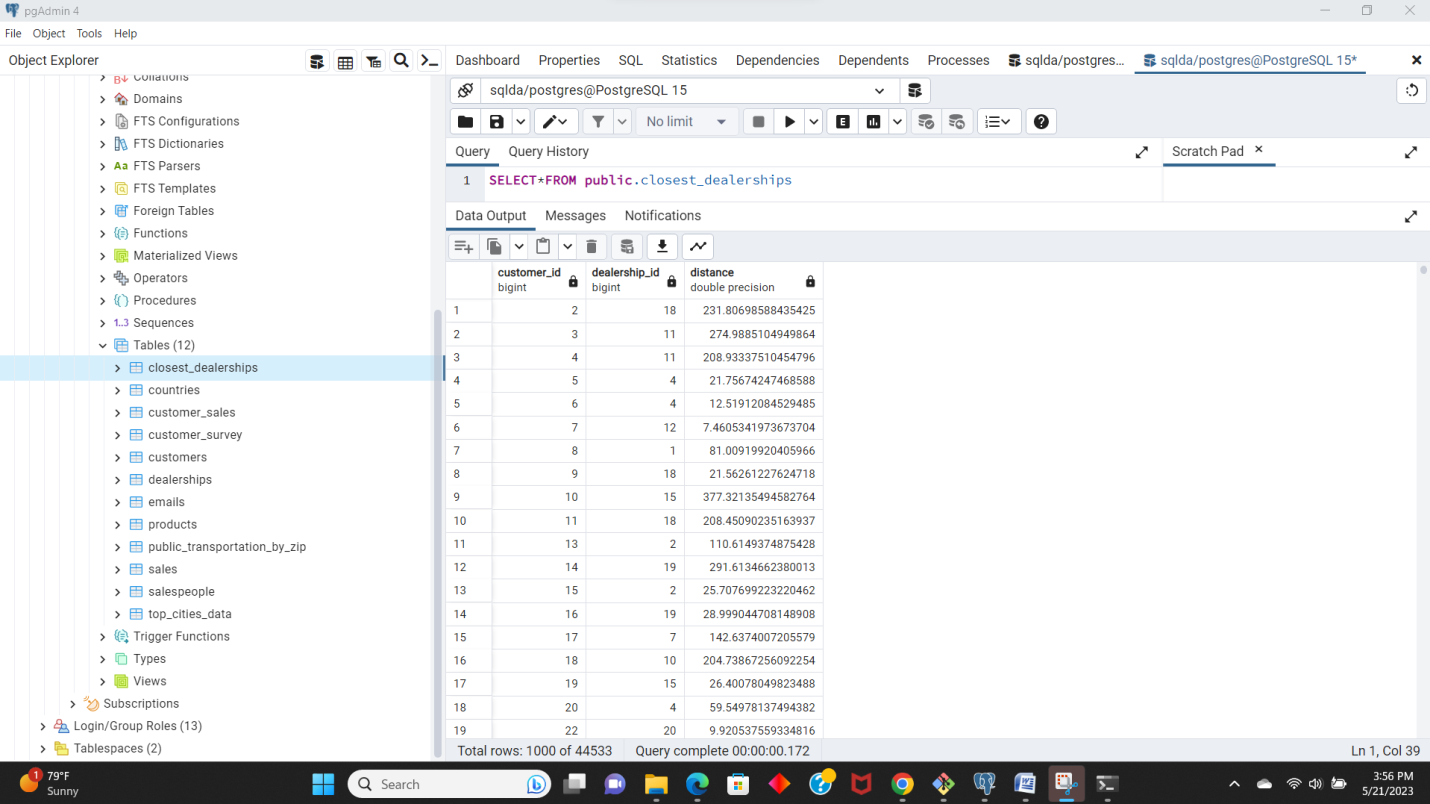 pgAdmin 4
File Object Tools Help
Object Explorer
Collations
Domains
FTS Configurations
FTS Dictionaries
Aa FTS Parsers
FTS Templates
Foreign Tables
Functions
Materialized Views
Operators
Procedures
1..3 Sequences
Tables (12)
closest_dealerships
countries
customer_sales
customer_survey
customers
dealerships
emails
products
public_transportation_by_zip
sales
salespeople
top_cities_data
Trigger Functions
Types
Views
Subscriptions
Login/Group Roles (13)
Tablespaces (2)
Dashboard Properties SQL Statistics Dependencies Dependents Processes sqlda/postgres... sqlda/postgres@PostgreSQL 15*
sqlda/postgres@PostgreSQL 15
No limit E
Query Query History Scratch Pad
1 SELECT*FROM public.closest_dealerships
Data Output Messages Notifications
customer_id dealership_id distance
bigint bigint double precision
1 2 18 231.80698588435425
2 3 11 274.9885104949864
3 4 11 208.93337510454796
4 5 4 21.75674247468588
5 6 4 12.51912084529485
6 7 12 7.4605341973673704
7 8 1 81.00919920405966
8 9 18 21.56261227624718
9 10 15 377.32135494582764
10 11 18 208.45090235163937
11 13 2 110.6149374875428
12 14 19 291.6134662380013
13 15 2 25.707699223220462
14 16 19 28.999044708148908
15 17 7 142.6374007205579
16 18 10 204.73867256092254
17 19 15 26.40078049823488
18 20 4 59.54978137494382
19 22 20 9.920537559334816
Total rows: 1000 of 44533 Query complete 00:00:00.172 Ln 1, Col 39
1 79°F
Sunny
Search
3:56 PM
5/21/2023